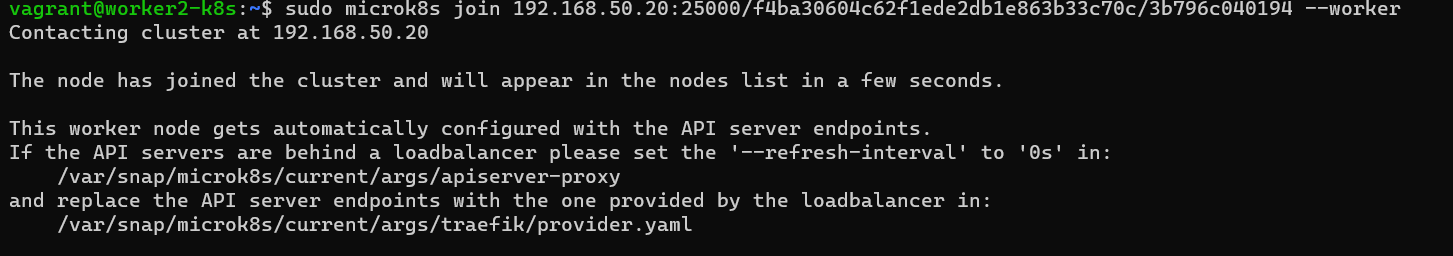 vagrant@worker2-k8s:~$ sudo microk8s join 192.168.50.20:25000/f4ba30604c62f1ede2db1e863b33c70c/3b796c040194 --worker
Contacting cluster at 192.168.50.20
The node has joined the cluster and will appear in the nodes list in a few seconds.
This worker node gets automatically configured with the API server endpoints.
If the API servers are behind a loadbalancer please set the '--refresh-interval' to '0s' in:
    /var/snap/microk8s/current/args/apiserver-proxy
and replace the API server endpoints with the one provided by the loadbalancer in:
    /var/snap/microk8s/current/args/traefik/provider.yaml